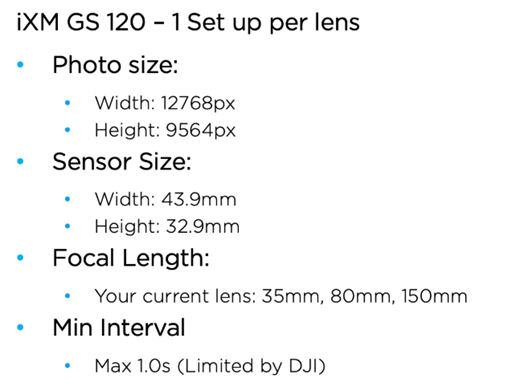 iXM GS 120 – 1 Set up per lens
• Photo size:
• Width: 12768px
• Height: 9564px
• Sensor Size:
• Width: 43.9mm
• Height: 32.9mm
• Focal Length:
• Your current lens: 35mm, 80mm, 150mm
• Min Interval
• Max 1.0s (Limited by DJI)